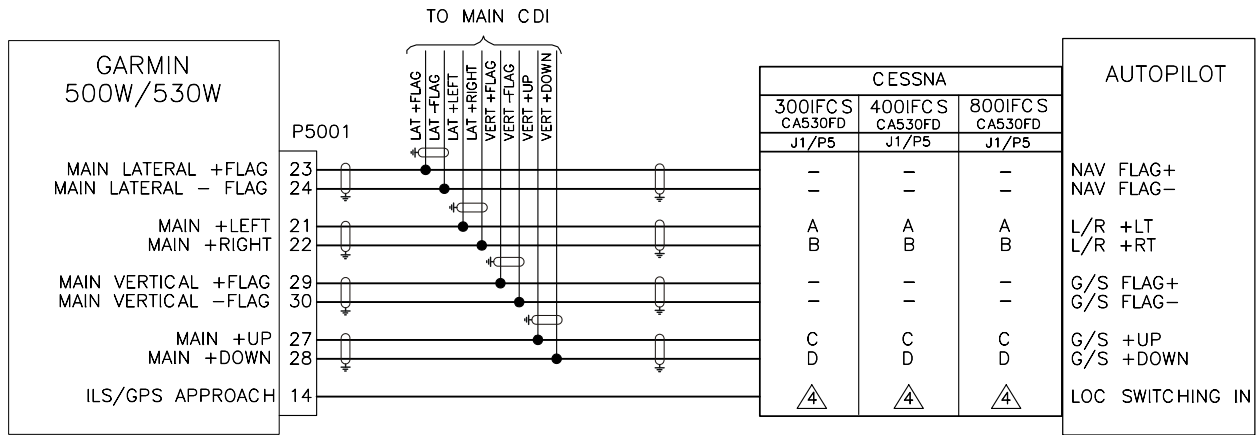 TO MAIN CDI
GARMIN
500W/530W
P5001
LAT +FLAG
LAT -FLAG
LAT +LEFT
LAT +RIGHT
VERT +FLAG
VERT -FLAG
VERT +UP
VERT +DOWN
CESSNA
300IFCS 400IFCS 800IFCS
CA530FD CA530FD CA530FD
J1/P5 J1/P5 J1/P5
AUTOPILOT
MAIN LATERAL +FLAG 23 - - - NAV FLAG+
MAIN LATERAL - FLAG 24 - - - NAV FLAG-
MAIN +LEFT 21 A A A L/R +LT
MAIN +RIGHT 22 B B B L/R +RT
MAIN VERTICAL +FLAG 29 - - - G/S FLAG+
MAIN VERTICAL -FLAG 30 - - - G/S FLAG-
MAIN +UP 27 C C C G/S +UP
MAIN +DOWN 28 D D D G/S +DOWN
ILS/GPS APPROACH 14 4 4 4 LOC SWITCHING IN